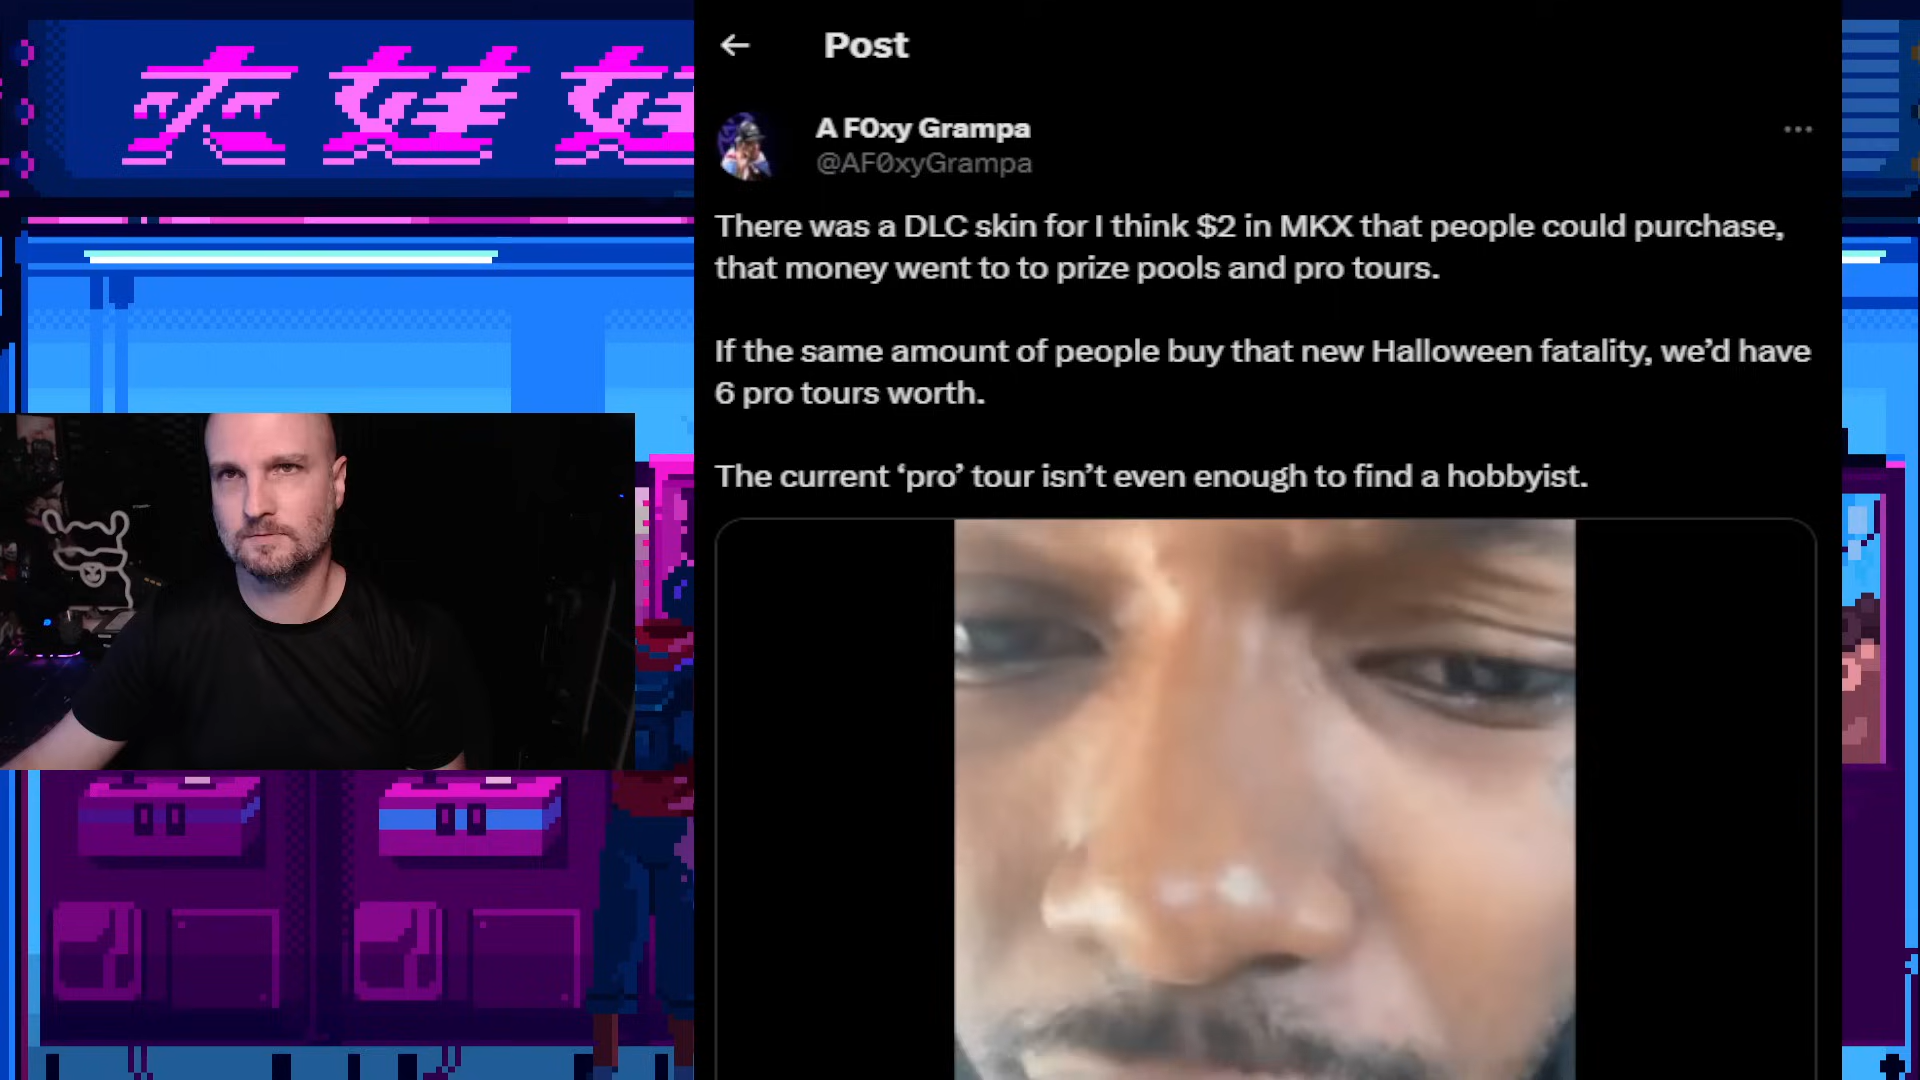 Post
A F0xy Grampa
@AF0xyGrampa
There was a DLC skin for I think $2 in MKX that people could purchase,
that money went to to prize pools and pro tours.
If the same amount of people buy that new Halloween fatality, we’d have
6 pro tours worth.
The current ‘pro’ tour isn’t even enough to find a hobbyist.